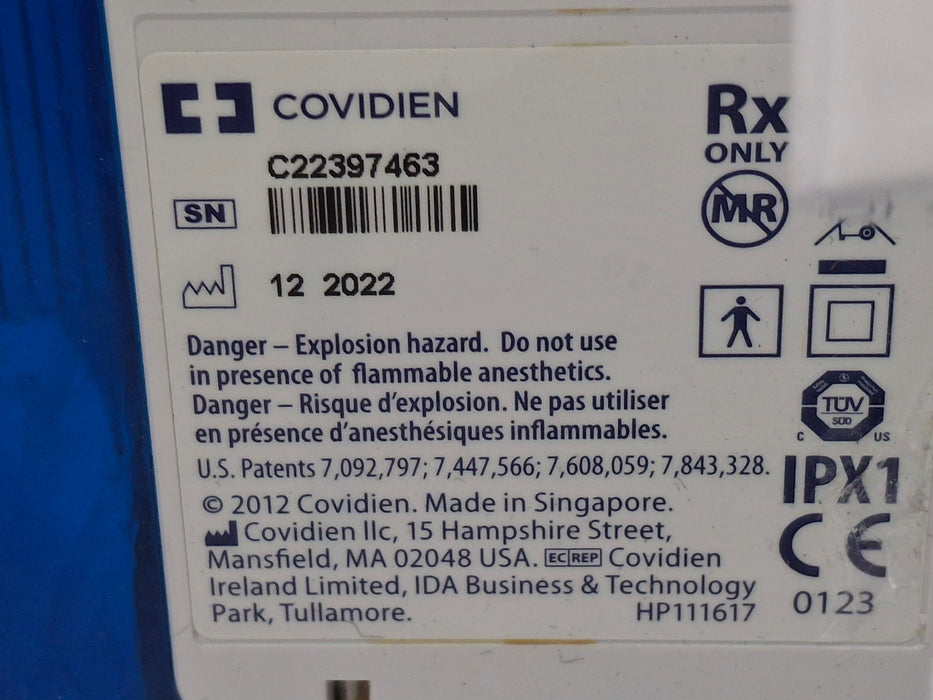 COVIDIEN
Rx
ONLY
C22397463
SN
MR
12 2022
Danger – Explosion hazard. Do not use
in presence of flammable anesthetics.
Danger – Risque d'explosion. Ne pas utiliser
en présence d'anesthésiques inflammables.
TÜV
SÜD
C US
U.S. Patents 7,092,797; 7,447,566; 7,608,059; 7,843,328.
IPX1
© 2012 Covidien. Made in Singapore.
Covidien llc, 15 Hampshire Street,
Mansfield, MA 02048 USA. EC REP Covidien
Ireland Limited, IDA Business & Technology
Park, Tullamore. HP111617
CE
0123